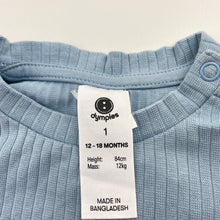 dymples
1
12 - 18 MONTHS
Height: 84cm
Mass: 12kg
MADE IN
BANGLADESH